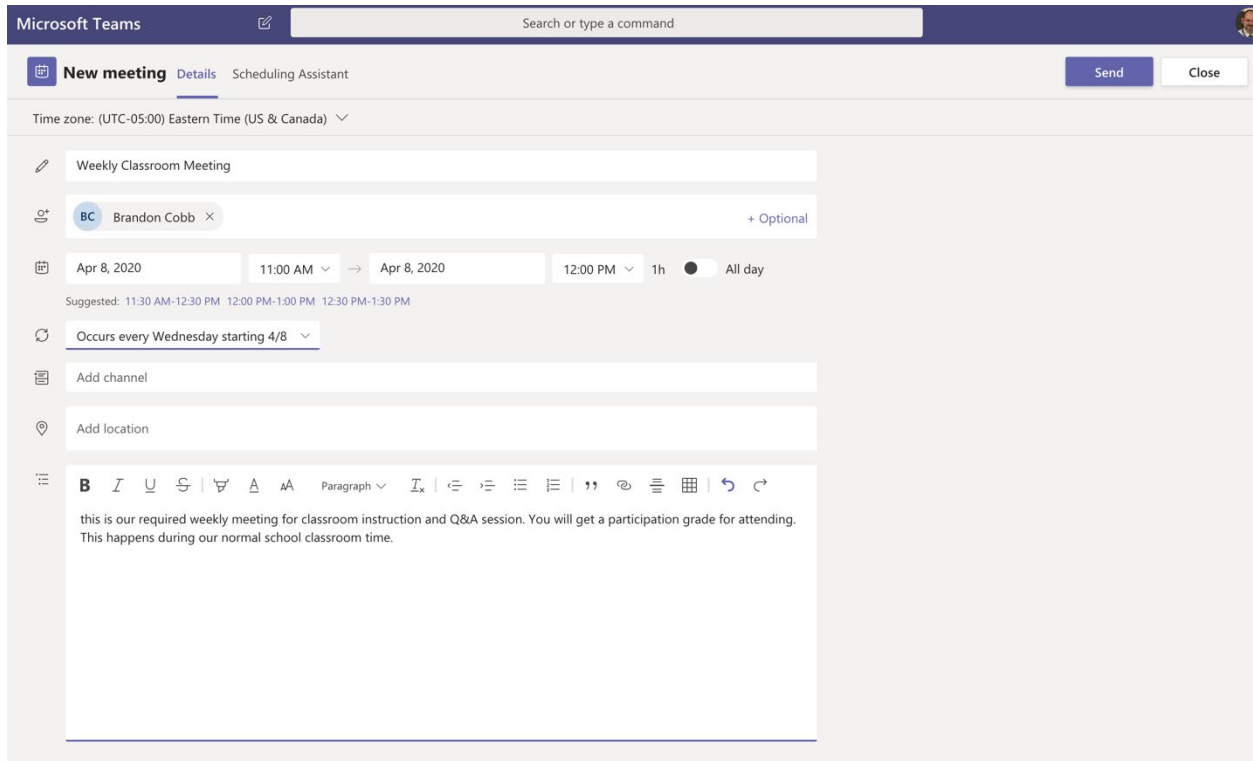 Microsoft Teams Search or type a command
New meeting Details Scheduling Assistant Send Close
Time zone: (UTC-05:00) Eastern Time (US & Canada)
Weekly Classroom Meeting
BC Brandon Cobb × + Optional
Apr 8, 2020 11:00 AM → Apr 8, 2020 12:00 PM 1h All day
Suggested: 11:30 AM-12:30 PM 12:00 PM-1:00 PM 12:30 PM-1:30 PM
Occurs every Wednesday starting 4/8
Add channel
Add location
B I U S A AA Paragraph Ix
this is our required weekly meeting for classroom instruction and Q&A session. You will get a participation grade for attending.
This happens during our normal school classroom time.